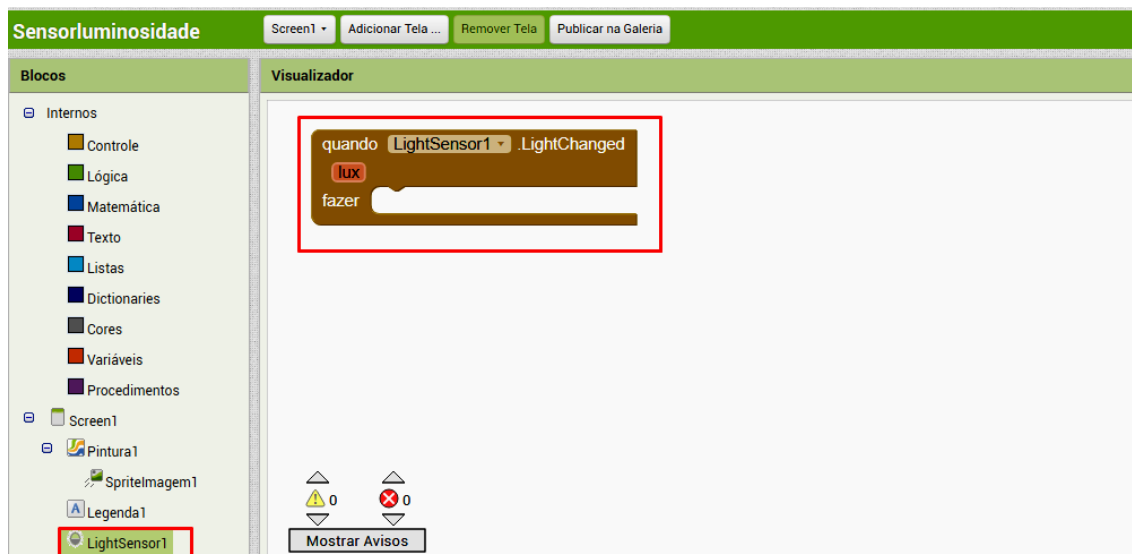 Sensorluminosidade
Screen1 Adicionar Tela ... Remover Tela Publicar na Galeria
Blocos
Visualizador
Internos
Controle
Lógica
Matemática
Texto
Listas
Dictionaries
Cores
Variáveis
Procedimentos
Screen1
Pintura1
SpriteImagem1
Legenda1
LightSensor1
quando LightSensor1 .LightChanged
lux
fazer
0 0
Mostrar Avisos